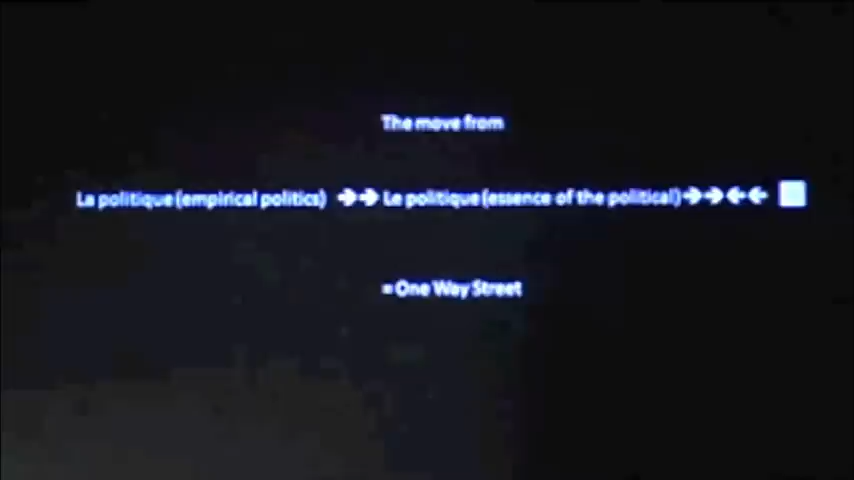 The move from
La politique (empirical politics) →→ Le politique (essence of the political)→→←←
= One Way Street